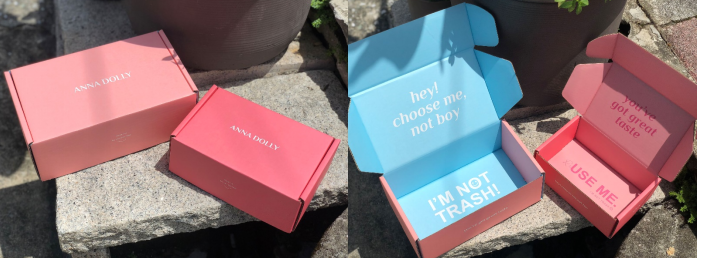 ANNA DOLLY
ANNA DOLLY
hey!
choose me,
not boy
I'M NOT
TRASH!
you've
got great
taste
USE ME.